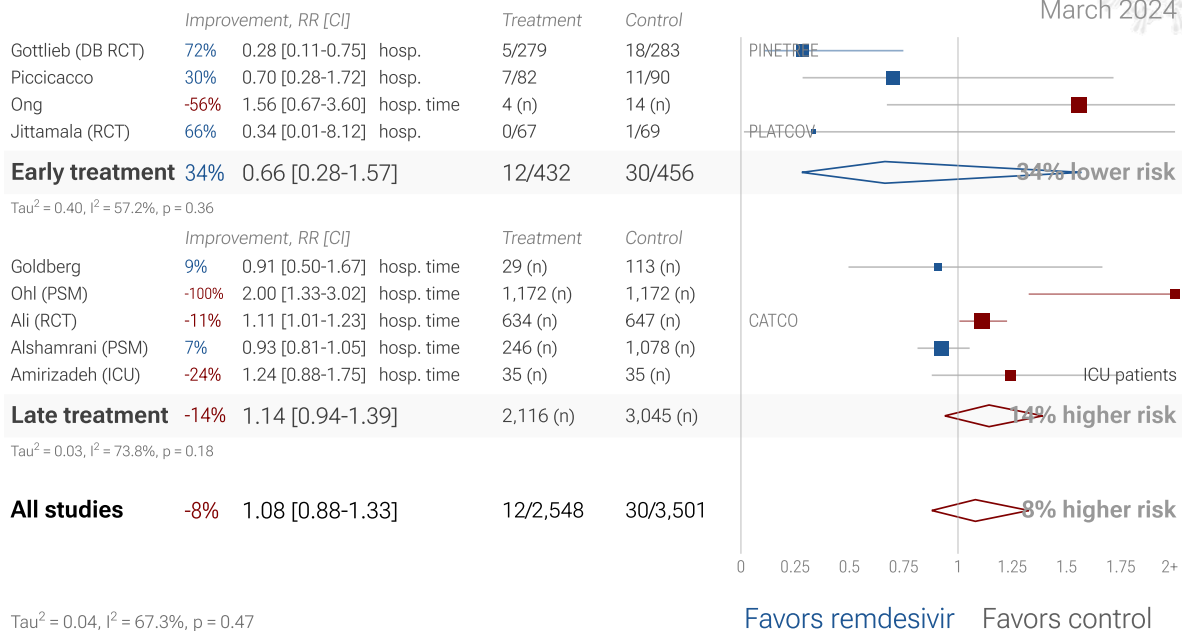 March 2024
Improvement, RR [CI] Treatment Control
Gottlieb (DB RCT) 72% 0.28 [0.11-0.75] hosp. 5/279 18/283 PINETREE
Piccicacco 30% 0.70 [0.28-1.72] hosp. 7/82 11/90
Ong -56% 1.56 [0.67-3.60] hosp. time 4 (n) 14 (n)
Jittamala (RCT) 66% 0.34 [0.01-8.12] hosp. 0/67 1/69 PLATCOV
Early treatment 34% 0.66 [0.28-1.57] 12/432 30/456 34% lower risk
Tau² = 0.40, I² = 57.2%, p = 0.36
Improvement, RR [CI] Treatment Control
Goldberg 9% 0.91 [0.50-1.67] hosp. time 29 (n) 113 (n)
Ohl (PSM) -100% 2.00 [1.33-3.02] hosp. time 1,172 (n) 1,172 (n)
Ali (RCT) -11% 1.11 [1.01-1.23] hosp. time 634 (n) 647 (n) CATCO
Alshamrani (PSM) 7% 0.93 [0.81-1.05] hosp. time 246 (n) 1,078 (n)
Amirizadeh (ICU) -24% 1.24 [0.88-1.75] hosp. time 35 (n) 35 (n) ICU patients
Late treatment -14% 1.14 [0.94-1.39] 2,116 (n) 3,045 (n) 14% higher risk
Tau² = 0.03, I² = 73.8%, p = 0.18
All studies -8% 1.08 [0.88-1.33] 12/2,548 30/3,501 8% higher risk
0 0.25 0.5 0.75 1 1.25 1.5 1.75 2+
Tau² = 0.04, I² = 67.3%, p = 0.47 Favors remdesivir Favors control